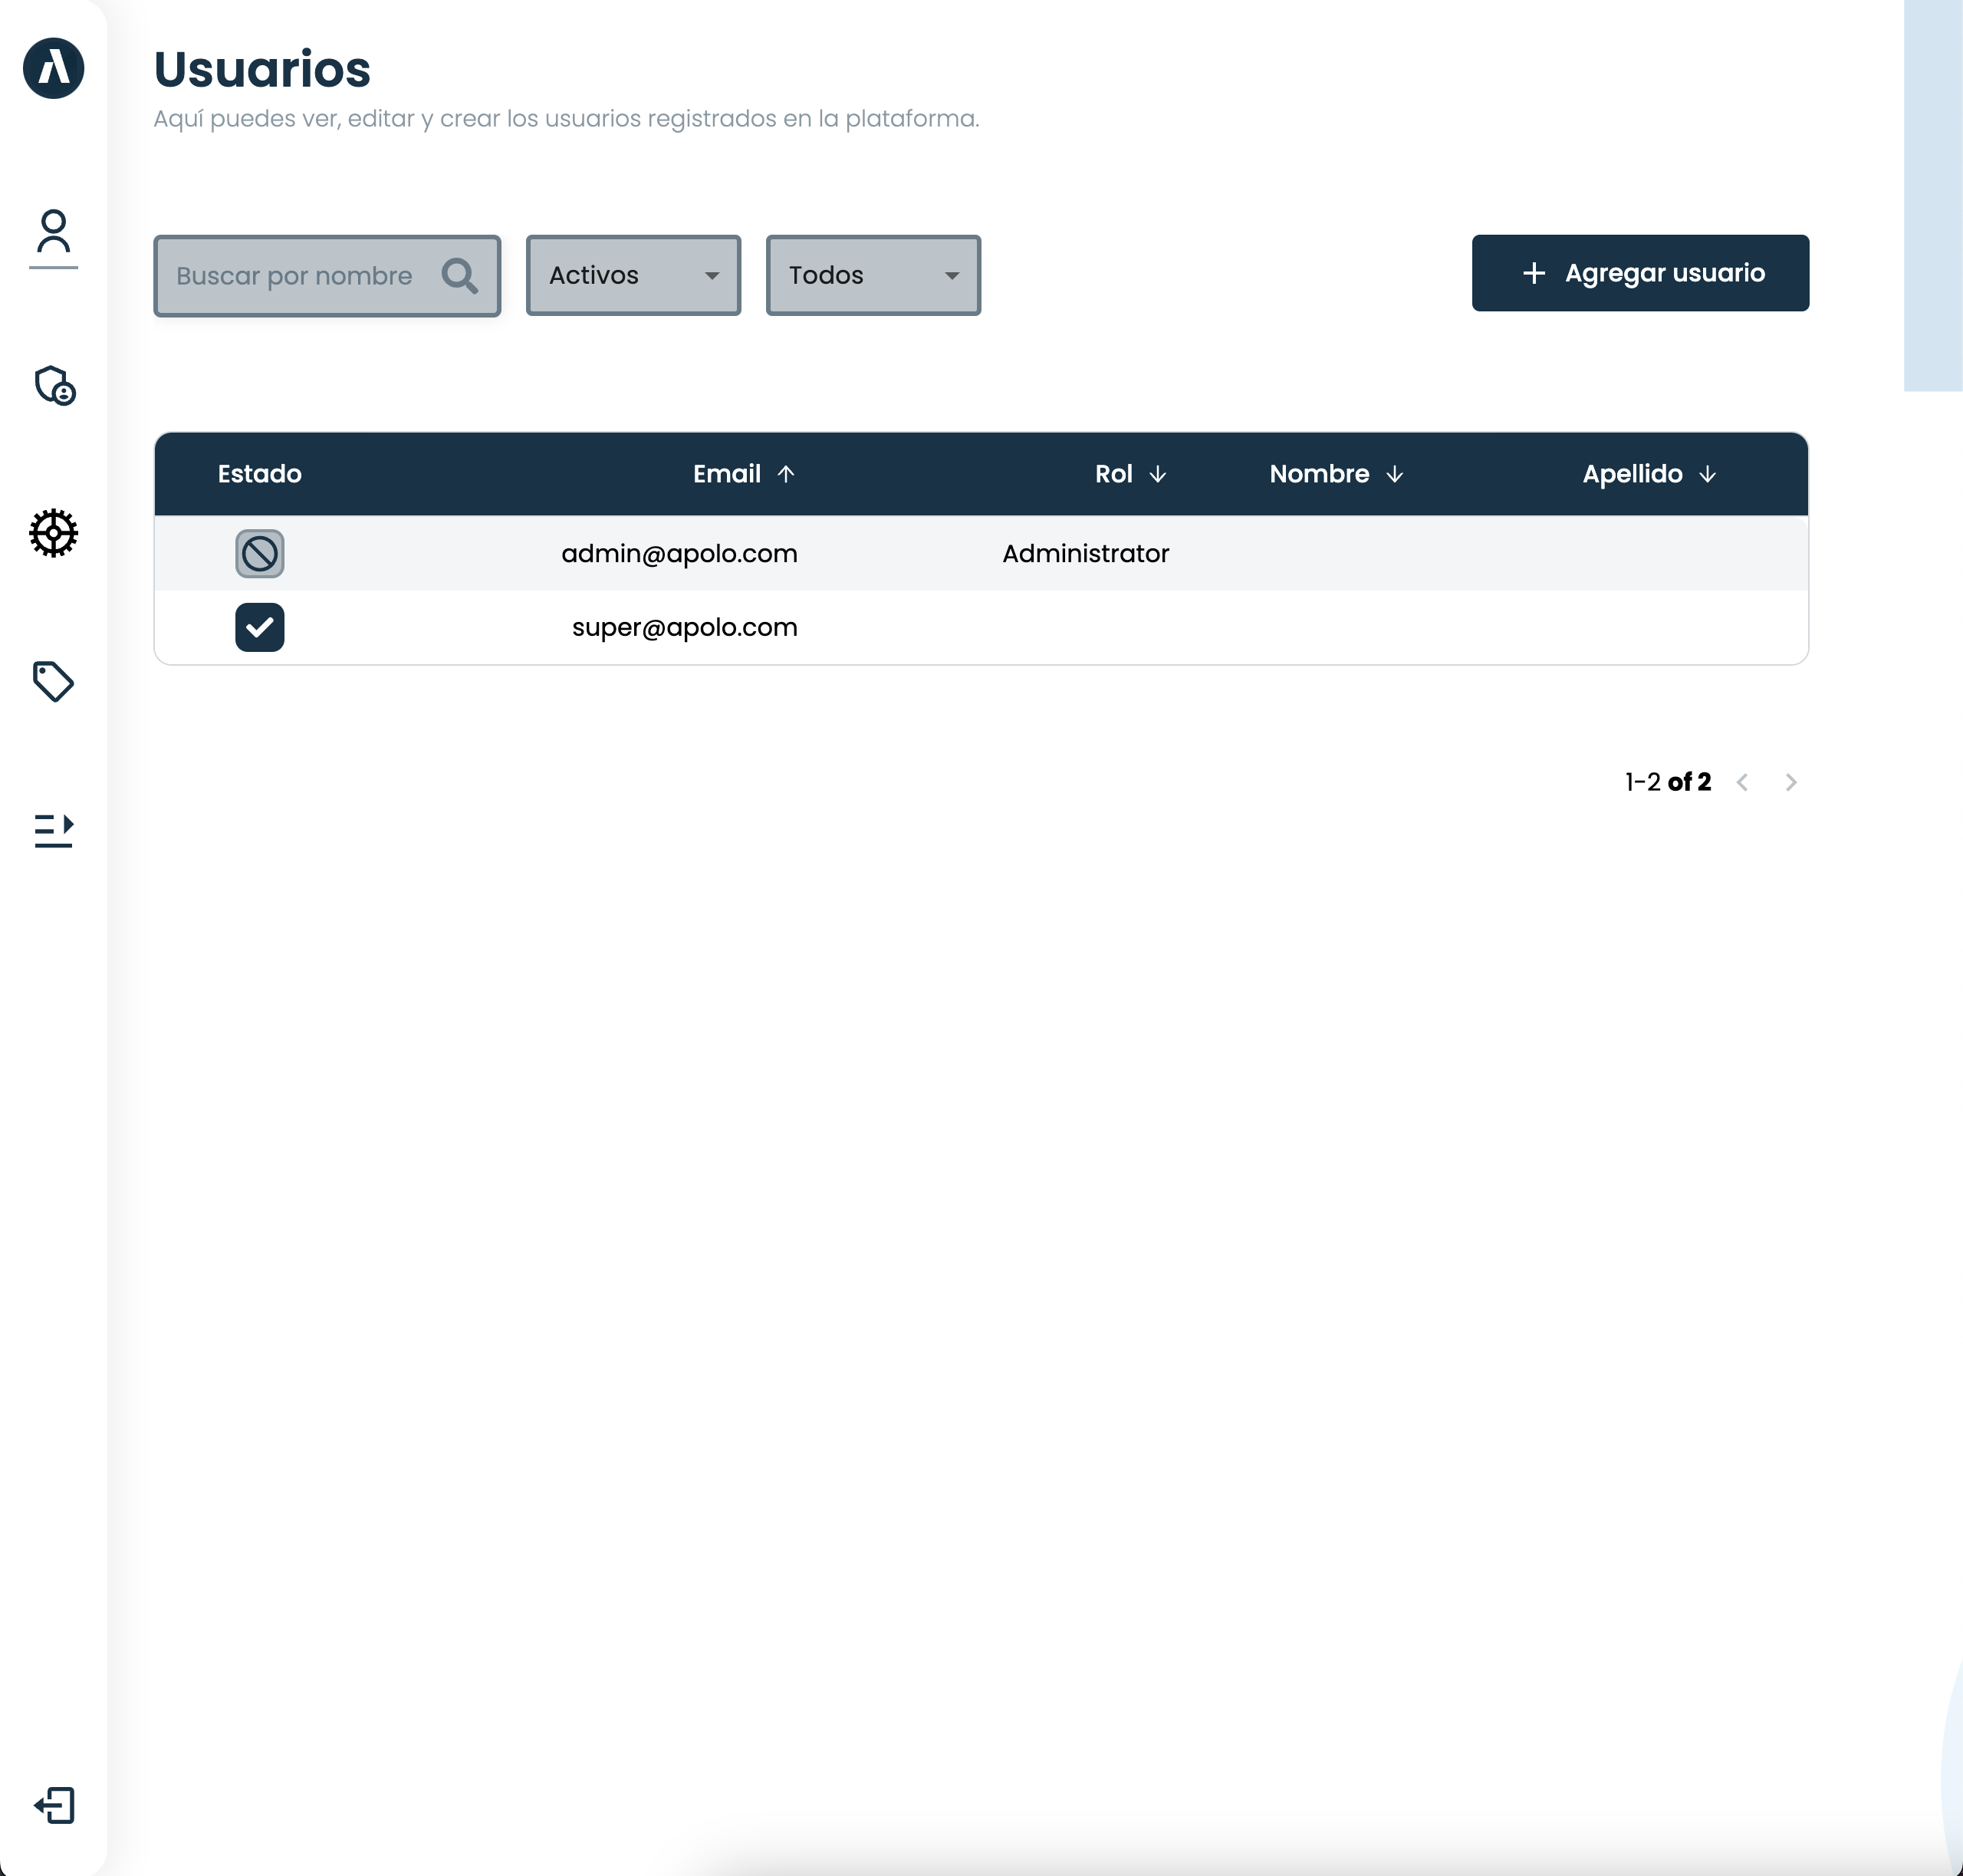 Usuarios
Aquí puedes ver, editar y crear los usuarios registrados en la plataforma.
Buscar por nombre
Activos
Todos
+ Agregar usuario
Estado Email ↑ Rol ↓ Nombre ↓ Apellido ↓
admin@apolo.com Administrator
super@apolo.com
1-2 of 2